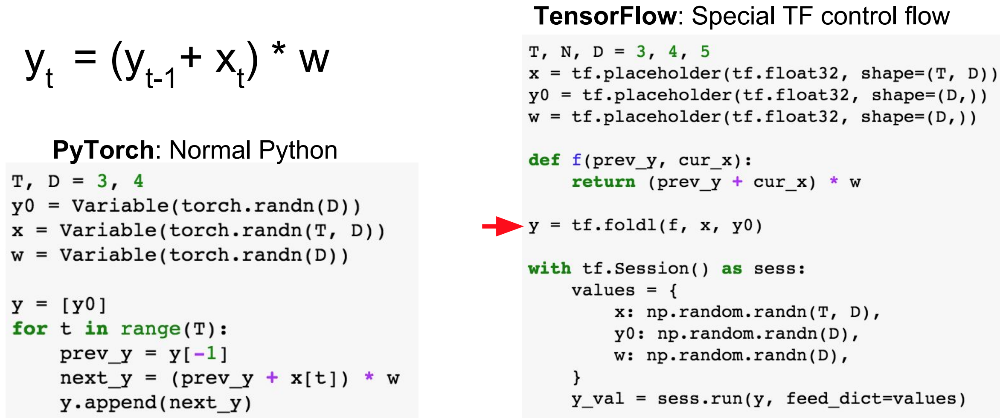 y_t = (y_{t-1} + x_t) * w
PyTorch: Normal Python
T, D = 3, 4
y0 = Variable(torch.randn(D))
x = Variable(torch.randn(T, D))
w = Variable(torch.randn(D))
y = [y0]
for t in range(T):
    prev_y = y[-1]
    next_y = (prev_y + x[t]) * w
    y.append(next_y)
TensorFlow: Special TF control flow
T, N, D = 3, 4, 5
x = tf.placeholder(tf.float32, shape=(T, D))
y0 = tf.placeholder(tf.float32, shape=(D,))
w = tf.placeholder(tf.float32, shape=(D,))
def f(prev_y, cur_x):
    return (prev_y + cur_x) * w
y = tf.foldl(f, x, y0)
with tf.Session() as sess:
    values = {
        x: np.random.randn(T, D),
        y0: np.random.randn(D),
        w: np.random.randn(D),
    }
    y_val = sess.run(y, feed_dict=values)